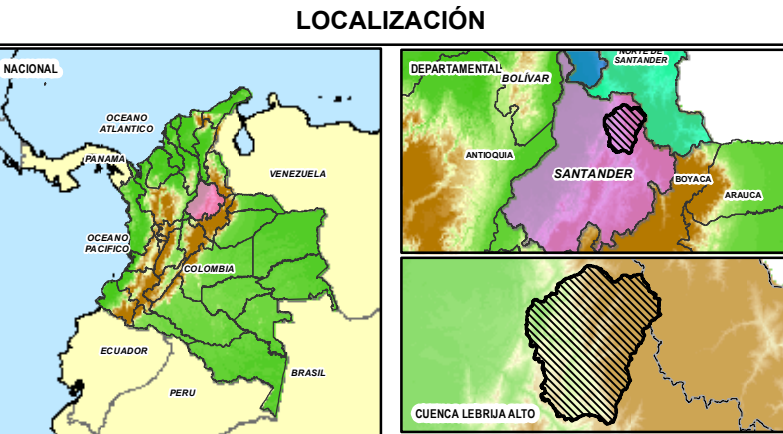 LOCALIZACIÓN
NACIONAL
OCEANO
ATLANTICO
PANAMA
VENEZUELA
OCEANO
PACIFICO
COLOMBIA
ECUADOR
PERU
BRASIL
DEPARTAMENTAL
NORTE DE
SANTANDER
BOLÍVAR
ANTIOQUIA
SANTANDER
BOYACA
ARAUCA
CUENCA LEBRIJA ALTO